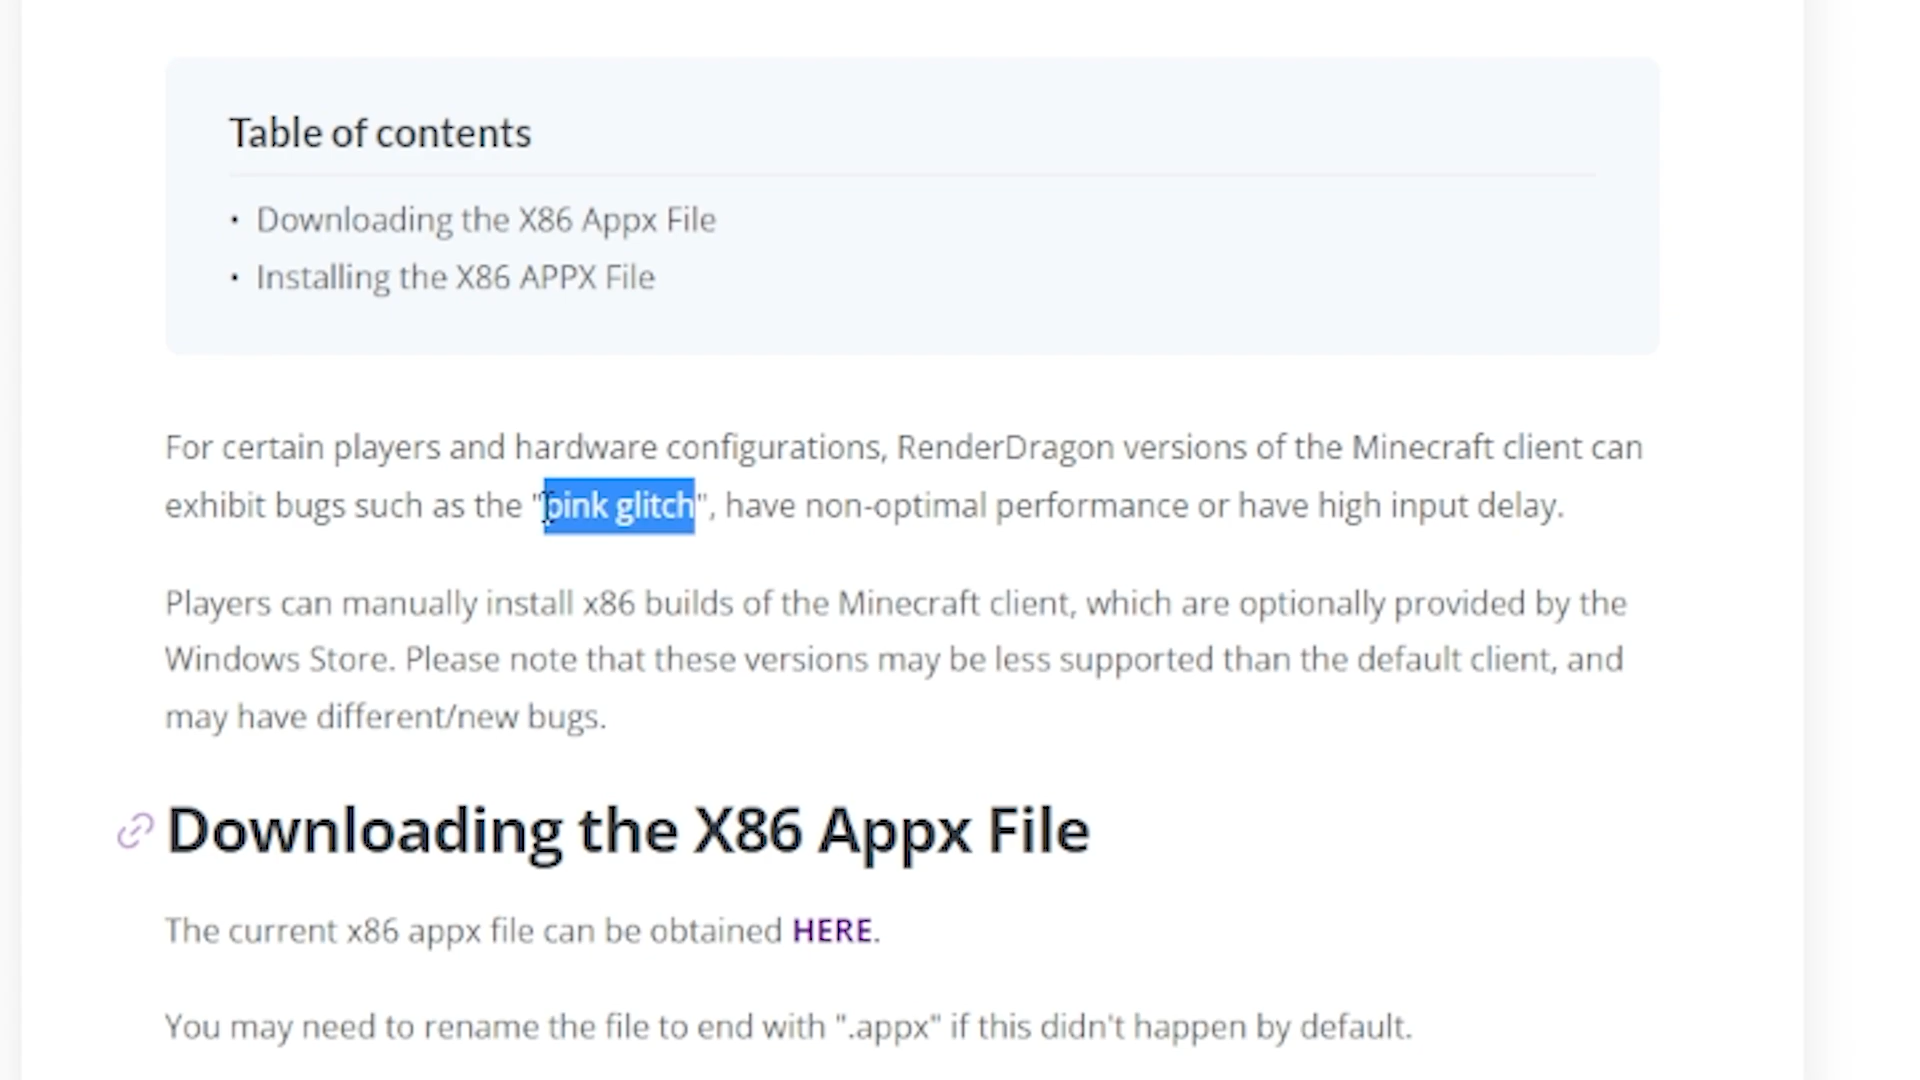 Table of contents
• Downloading the X86 Appx File
• Installing the X86 APPX File
For certain players and hardware configurations, RenderDragon versions of the Minecraft client can
exhibit bugs such as the "pink glitch", have non-optimal performance or have high input delay.
Players can manually install x86 builds of the Minecraft client, which are optionally provided by the
Windows Store. Please note that these versions may be less supported than the default client, and
may have different/new bugs.
Downloading the X86 Appx File
The current x86 appx file can be obtained HERE.
You may need to rename the file to end with ".appx" if this didn't happen by default.